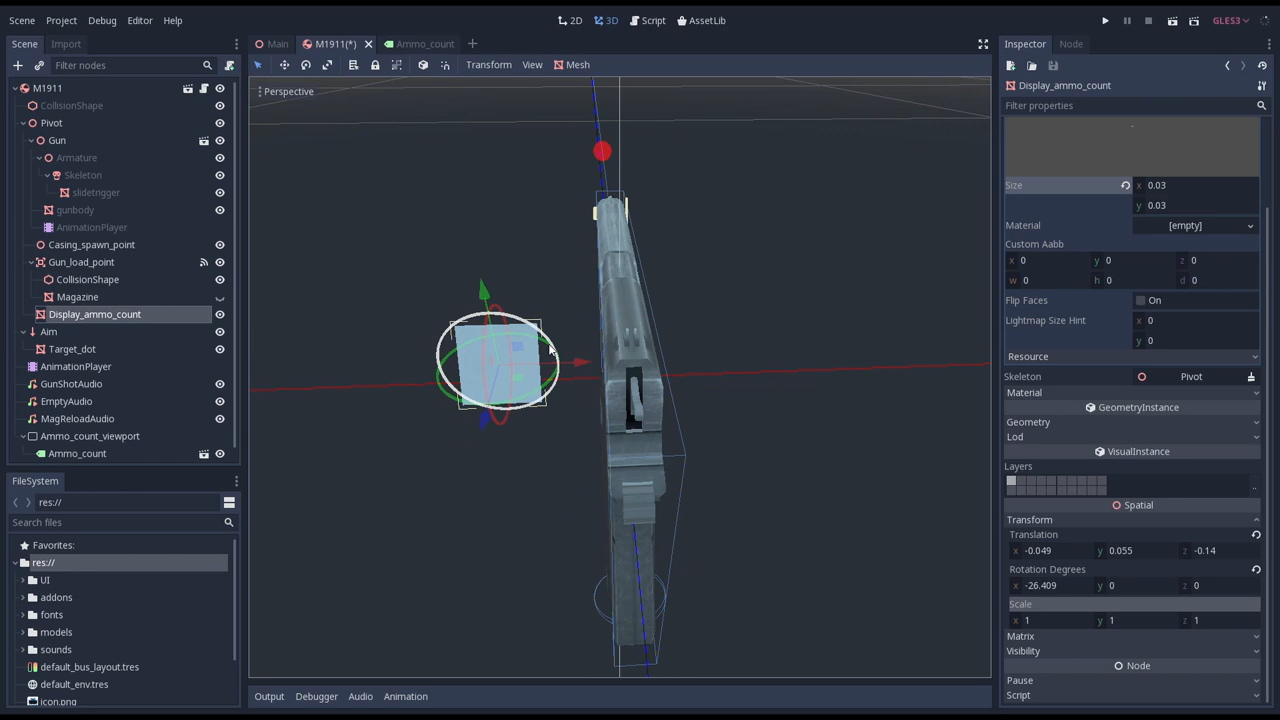 Scene Project Debug Editor Help 2D 3D Script AssetLib GLES3
Scene Import
Filter nodes
M1911
CollisionShape
Pivot
Gun
Armature
Skeleton
slidetrigger
gunbody
AnimationPlayer
Casing_spawn_point
Gun_load_point
CollisionShape
Magazine
Display_ammo_count
Aim
Target_dot
AnimationPlayer
GunShotAudio
EmptyAudio
MagReloadAudio
Ammo_count_viewport
Ammo_count
FileSystem
res://
Search files
Favorites:
res://
UI
addons
fonts
models
sounds
default_bus_layout.tres
default_env.tres
icon.png
Main M1911(*) Ammo_count
Transform View Mesh
Perspective
Output Debugger Audio Animation
Inspector Node
Display_ammo_count
Filter properties
Size x 0.03
y 0.03
Material [empty]
Custom Aabb
x 0 y 0 z 0
w 0 h 0 d 0
Flip Faces On
Lightmap Size Hint x 0
y 0
Resource
Skeleton Pivot
Material
GeometryInstance
Geometry
Lod
VisualInstance
Layers
..
Spatial
Transform
Translation
x -0.049 y 0.055 z -0.14
Rotation Degrees
x -26.409 y 0 z 0
Scale
x 1 y 1 z 1
Matrix
Visibility
Node
Pause
Script